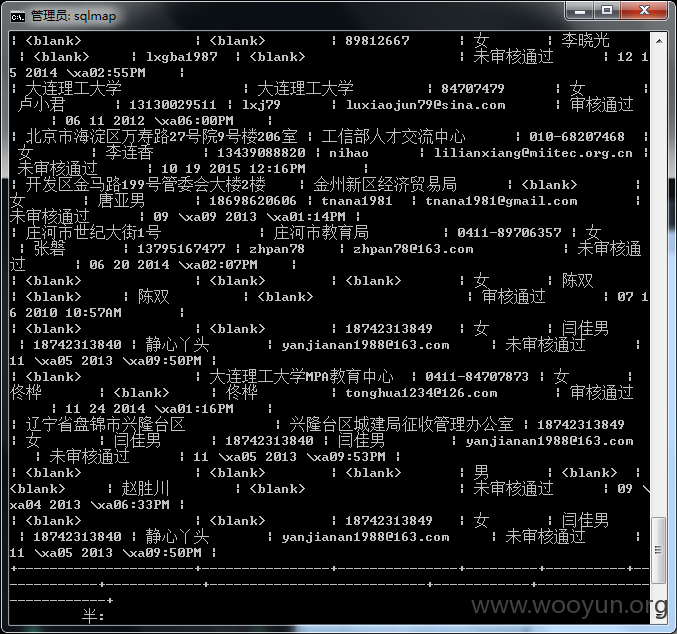 管理员: sqlmap
| <blank> | <blank> | 89812667 | 女 | 李晓光
| <blank> | lxgba1987 | <blank> | 未审核通过 | 12 1
5 2014 \xa02:55PM |
| 大连理工大学 | 大连理工大学 | 84707479 | 女 |
卢小君 | 13130029511 | lxj79 | luxiaojun79@sina.com | 审核通过
| 06 11 2012 \xa06:00PM |
| 北京市海淀区万寿路27号院9号楼206室 | 工信部人才交流中心 | 010-68207468 |
女 | 李连香 | 13439088820 | nihao | lilianxiang@miitec.org.cn |
未审核通过 | 10 19 2015 12:16PM |
| 开发区金马路199号管委会大楼2楼 | 金州新区经济贸易局 | <blank> |
女 | 唐亚男 | 18698620606 | tnana1981 | tnana1981@gmail.com |
未审核通过 | 09 \xa09 2013 \xa01:14PM |
| 庄河市世纪大街1号 | 庄河市教育局 | 0411-89706357 | 女
| 张磐 | 13795167477 | zhpan78 | zhpan78@163.com | 未审核通
过 | 06 20 2014 \xa02:07PM |
| <blank> | <blank> | <blank> | 女 | 陈双
| <blank> | 陈双 | <blank> | 审核通过 | 07 1
6 2010 10:57AM |
| <blank> | <blank> | 18742313849 | 女 | 闫佳男
| 18742313840 | 静心丫头 | yanjianan1988@163.com | 未审核通过 |
11 \xa05 2013 \xa09:50PM |
| <blank> | 大连理工大学MPA教育中心 | 0411-84707873 | 女 |
佟桦 | <blank> | 佟桦 | tonghua1234@126.com | 审核通过
| 11 24 2014 \xa01:16PM |
| 辽宁省盘锦市兴隆台区 | 兴隆台区城建局征收管理办公室 | 18742313849
| 女 | 闫佳男 | 18742313840 | 闫佳男 | yanjianan1988@163.com
| 未审核通过 | 11 \xa05 2013 \xa09:53PM |
| <blank> | <blank> | <blank> | 男 | <blank> |
<blank> | 赵胜川 | <blank> | 未审核通过 | 09 \
xa04 2013 \xa06:33PM |
| <blank> | <blank> | 18742313849 | 女 | 闫佳男
| 18742313840 | 静心丫头 | yanjianan1988@163.com | 未审核通过 |
11 \xa05 2013 \xa09:50PM |
半:
www.wooyun.org